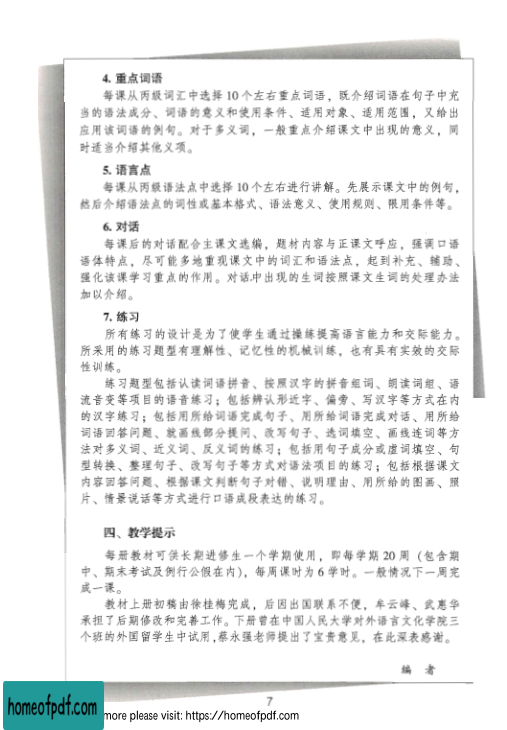 4. 重点词语
每课从丙级词汇中选择 10 个左右重点词语，既介绍词语在句子中充
当的语法成分、词语的意义和使用条件、适用对象、适用范围，又给出
应用该词语的例句。对于多义词，一般重点介绍课文中出现的意义，同
时适当介绍其他义项。
5. 语言点
每课从丙级语法点中选择 10 个左右进行讲解。先展示课文中的例句，
然后介绍语法点的词性或基本格式、语法意义、使用规则、限用条件等。
6. 对话
每课后的对话配合主课文选编，题材内容与正课文呼应，强调口语
语体特点，尽可能多地重现课文中的词汇和语法点，起到补充、辅助、
强化该课学习重点的作用。对话中出现的生词按照课文生词的处理办法
加以介绍。
7. 练习
所有练习的设计是为了使学生通过操练提高语言能力和交际能力。
所采用的练习题型有理解性、记忆性的机械训练，也有具有实效的交际
性训练。
练习题型包括认读词语拼音、按照汉字的拼音组词、朗读词组、语
流音变等项目的语音练习；包括辨认形近字、偏旁、写汉字等方式在内
的汉字练习；包括用所给词语完成句子、用所给词语完成对话、用所给
词语回答问题、就画线部分提问、改写句子、选词填空、画线连词等方
法对多义词、近义词、反义词的练习；包括用句子成分或虚词填空、句
型转换、整理句子、改写句子等方式对语法项目的练习；包括根据课文
内容回答问题、根据课文判断句子对错、说明理由、用所给的图画、照
片、情景说话等方式进行口语成段表达的练习。
四、教学提示
每册教材可供长期进修生一个学期使用，即每学期 20 周（包含期
中、期末考试及例行公假在内），每周课时为 6 学时。一般情况下一周完
成一课。
教材上册初稿由徐桂梅完成，后因出国联系不便，牟云峰、武惠华
承担了后期修改和完善工作。下册曾在中国人民大学对外语言文化学院三
个班的外国留学生中试用，蔡永强老师提出了宝贵意见，在此深表感谢。
编 者
7
homeofpdf.com
more please visit: https://homeofpdf.com